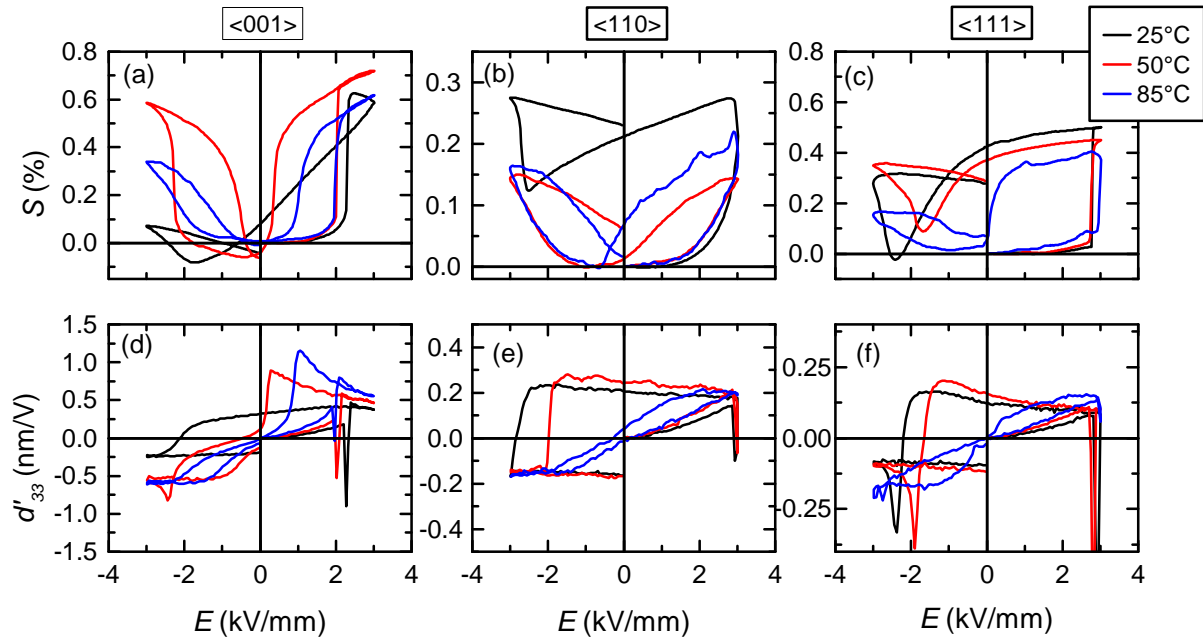 <001>
<110>
<111>
25°C
50°C
85°C
(a)
(b)
(c)
S (%)
0.8
0.6
0.4
0.2
0.0
0.3
0.2
0.1
0.0
0.8
0.6
0.4
0.2
0.0
(d)
(e)
(f)
d'33 (nm/V)
1.5
1.0
0.5
0.0
-0.5
-1.0
-1.5
0.4
0.2
0.0
-0.2
-0.4
0.25
0.00
-0.25
-4 -2 0 2 4
-4 -2 0 2 4
-4 -2 0 2 4
E (kV/mm)
E (kV/mm)
E (kV/mm)